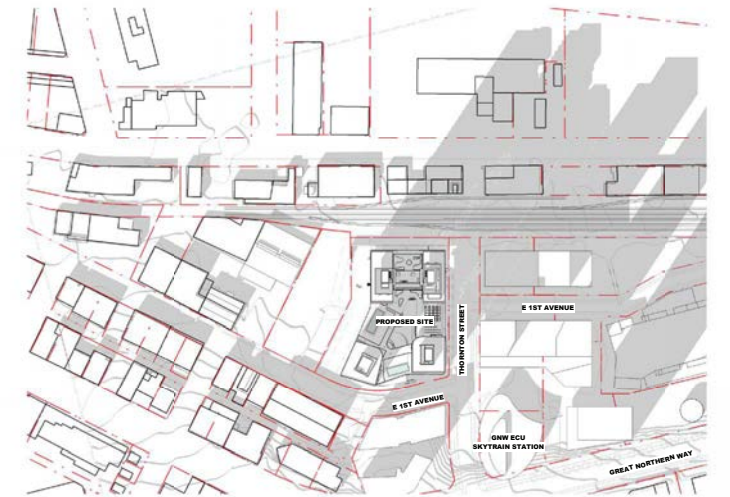 PROPOSED SITE
E 1ST AVENUE
THORNTON STREET
E 1ST AVENUE
GNW ECU
SKYTRAIN STATION
GREAT NORTHERN WAY